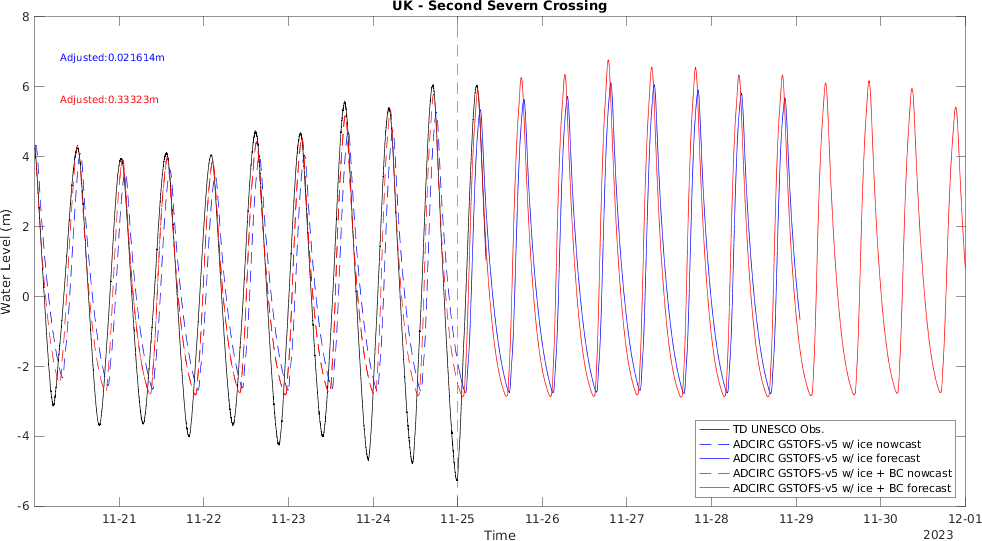 UK - Second Severn Crossing
8
6
4
2
0
-2
-4
-6
Water Level (m)
Adjusted:0.021614m
Adjusted:0.33323m
TD UNESCO Obs.
ADCIRC GSTOFS-v5 w/ ice nowcast
ADCIRC GSTOFS-v5 w/ ice forecast
ADCIRC GSTOFS-v5 w/ ice + BC nowcast
ADCIRC GSTOFS-v5 w/ ice + BC forecast
11-21 11-22 11-23 11-24 11-25 11-26 11-27 11-28 11-29 11-30 12-01
Time
2023